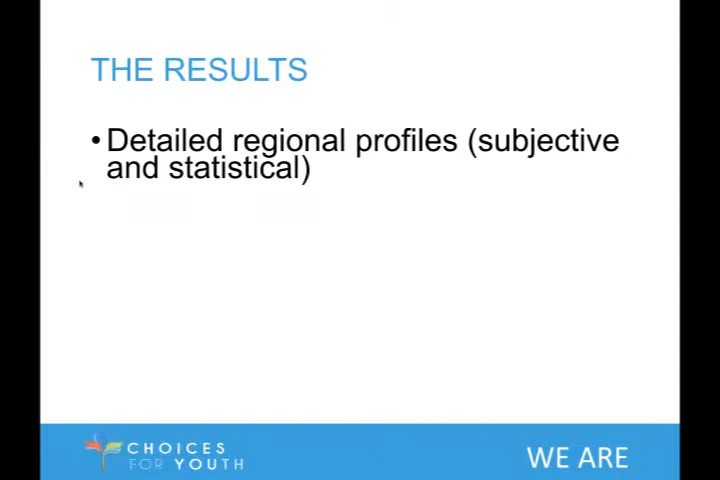 THE RESULTS
• Detailed regional profiles (subjective
and statistical)
CHOICES
FOR YOUTH
WE ARE